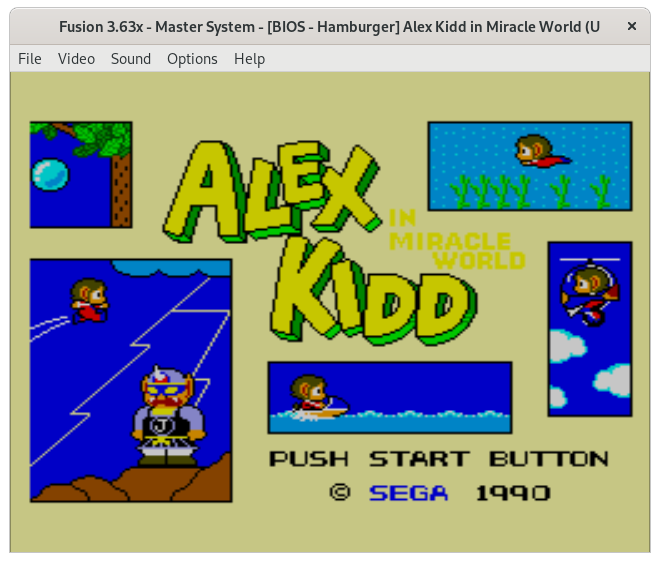 Fusion 3.63x - Master System - [BIOS - Hamburger] Alex Kidd in Miracle World (U
×
File Video Sound Options Help
ALEX
KIDD
IN
MIRACLE
WORLD
J
PUSH START BUTTON
© SEGA 1990